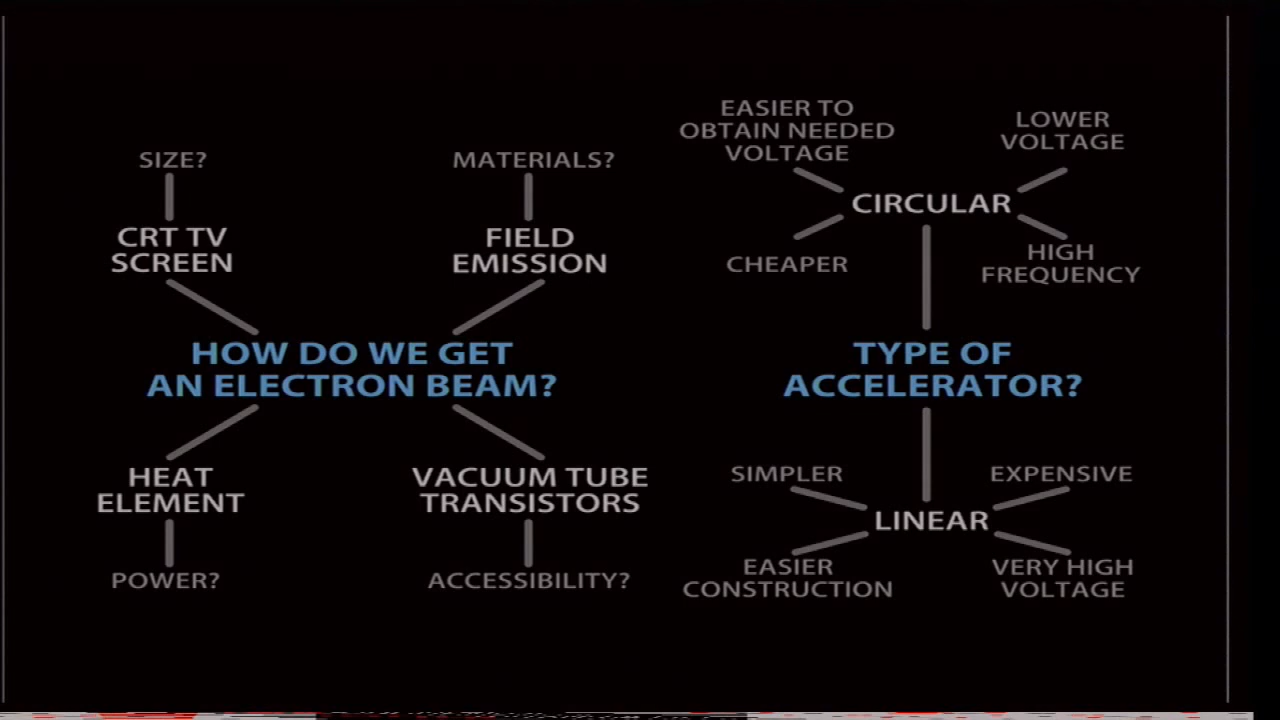 SIZE?
MATERIALS?
CRT TV
SCREEN
FIELD
EMISSION
HOW DO WE GET
AN ELECTRON BEAM?
HEAT
ELEMENT
VACUUM TUBE
TRANSISTORS
POWER?
ACCESSIBILITY?
EASIER TO
OBTAIN NEEDED
VOLTAGE
LOWER
VOLTAGE
CIRCULAR
CHEAPER
HIGH
FREQUENCY
TYPE OF
ACCELERATOR?
SIMPLER
EXPENSIVE
LINEAR
EASIER
CONSTRUCTION
VERY HIGH
VOLTAGE